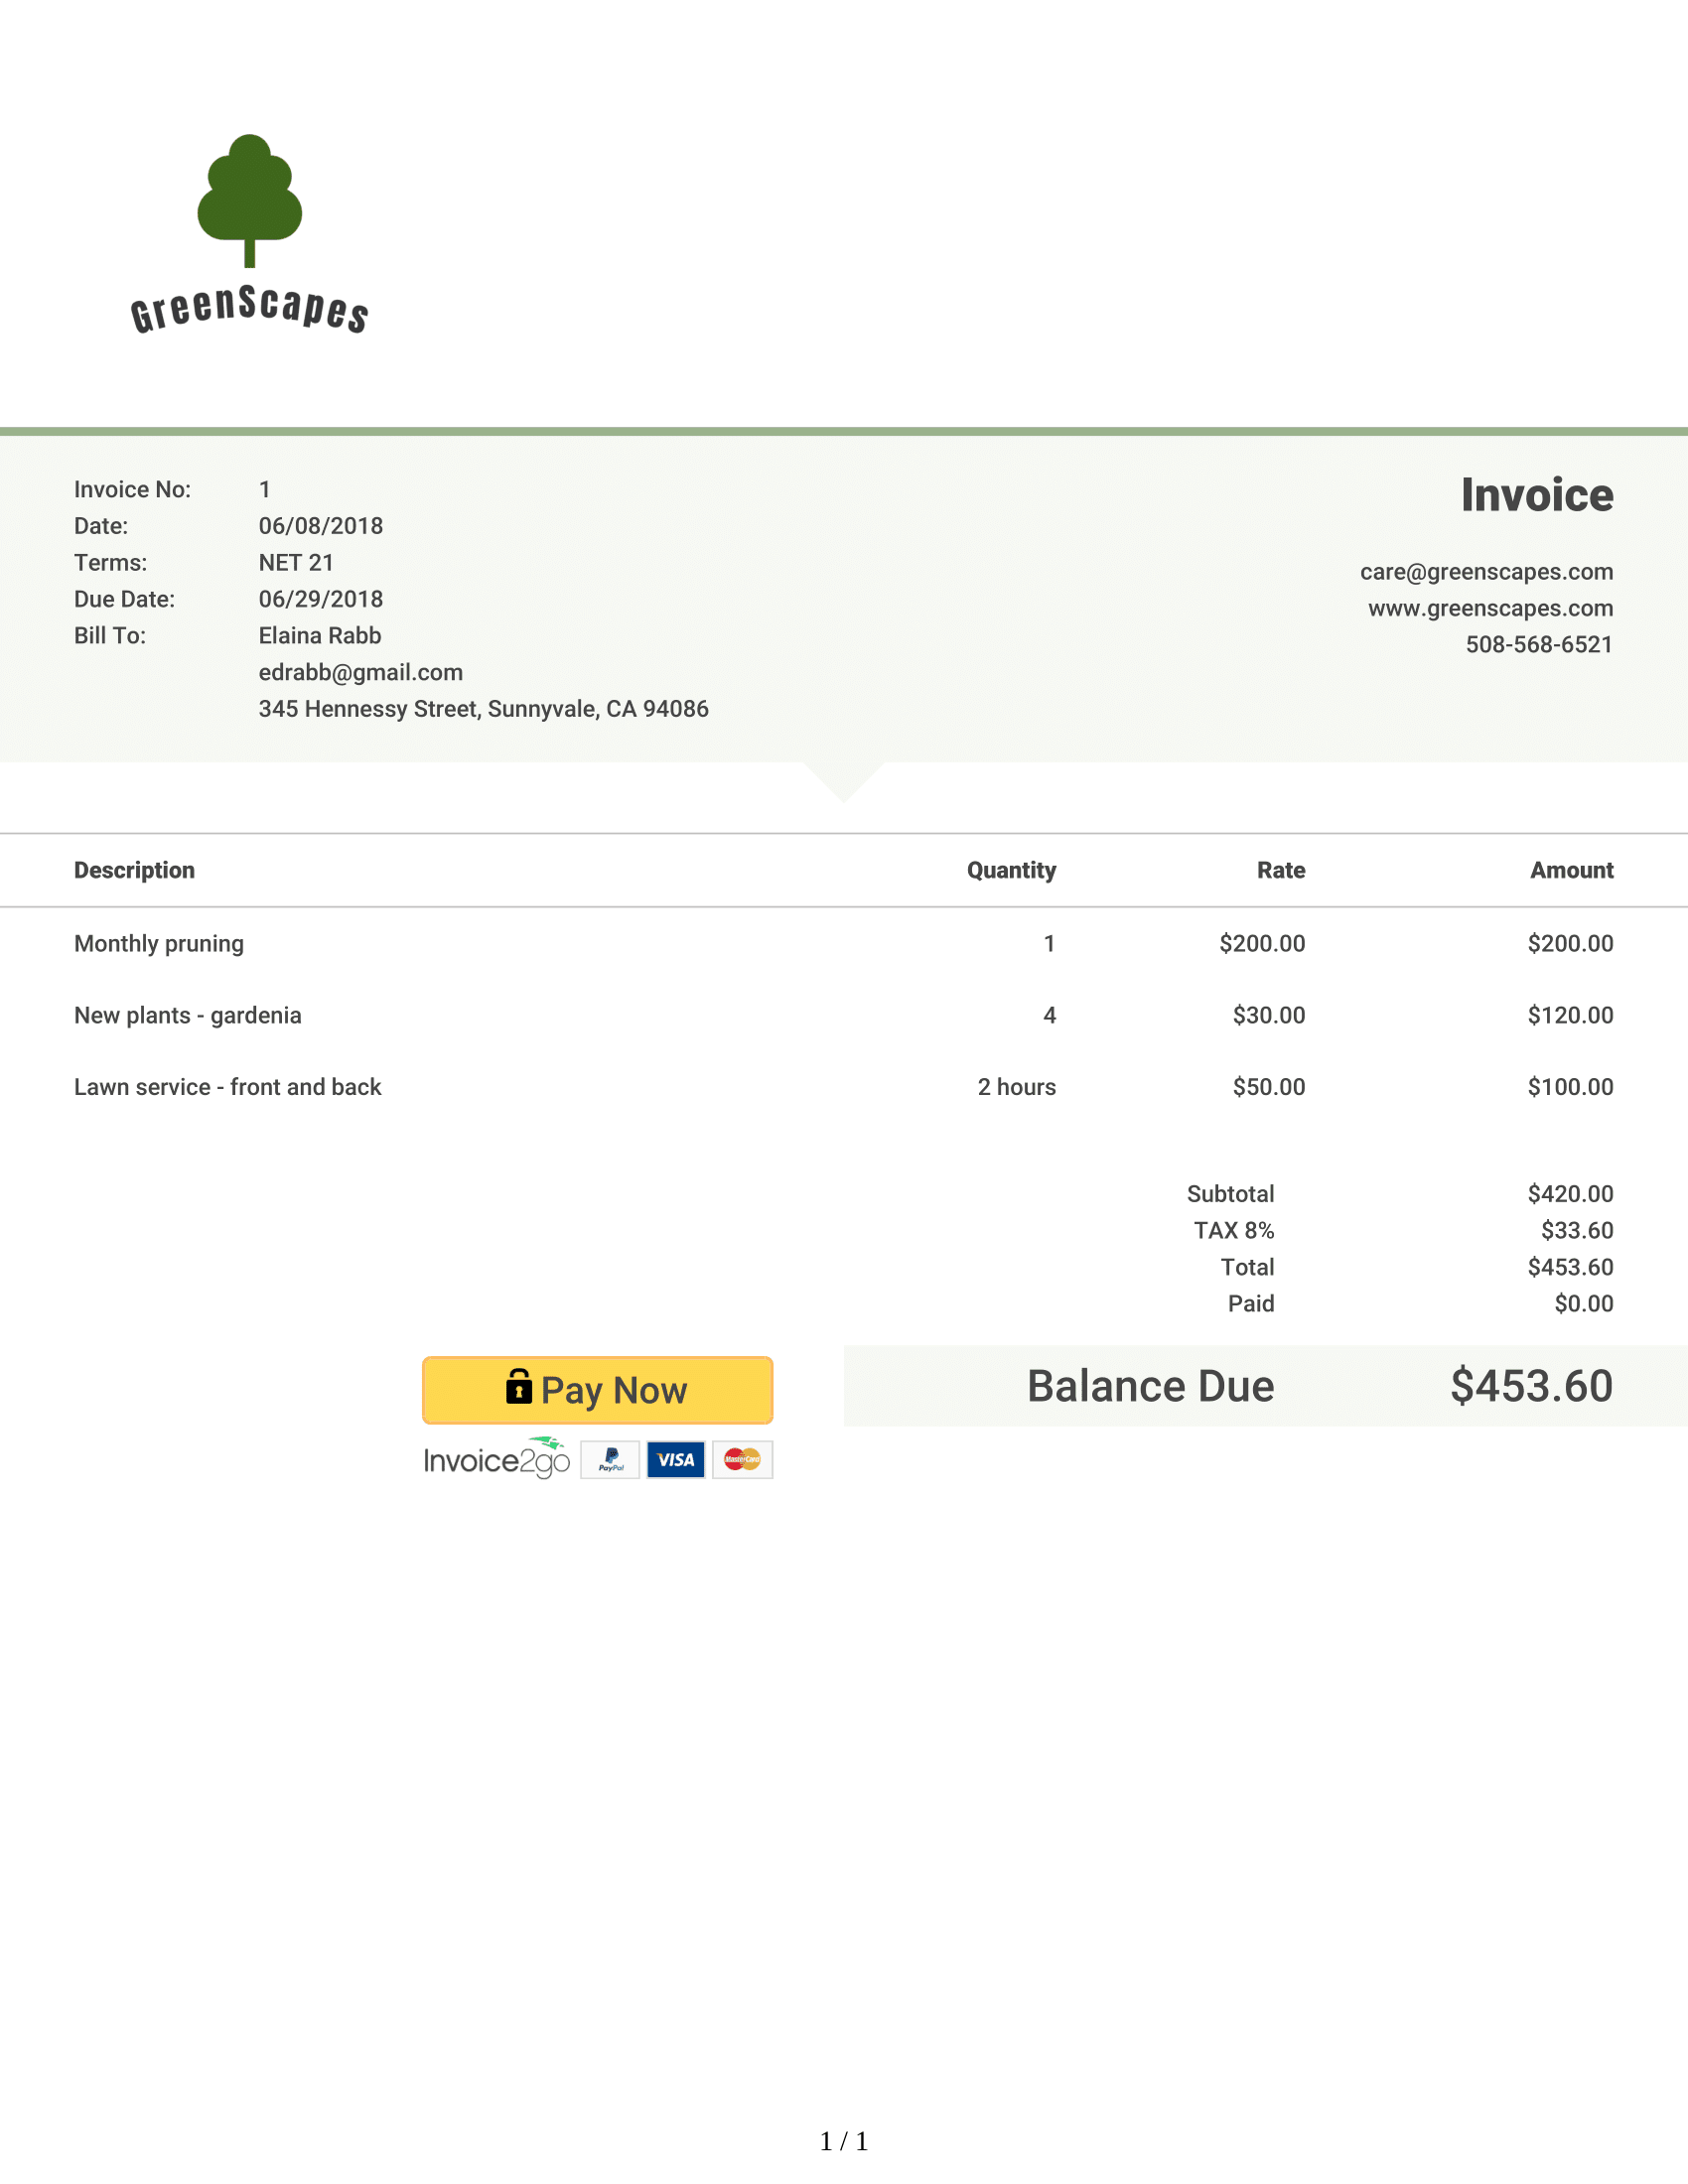 GreenScapes
Invoice
Invoice No: 1
Date: 06/08/2018
Terms: NET 21
Due Date: 06/29/2018
Bill To: Elaina Rabb
edrabb@gmail.com
345 Hennessy Street, Sunnyvale, CA 94086
care@greenscapes.com
www.greenscapes.com
508-568-6521
Description Quantity Rate Amount
Monthly pruning 1 $200.00 $200.00
New plants - gardenia 4 $30.00 $120.00
Lawn service - front and back 2 hours $50.00 $100.00
Subtotal $420.00
TAX 8% $33.60
Total $453.60
Paid $0.00
Balance Due $453.60
Pay Now
Invoice2go PayPal VISA MasterCard
1 / 1